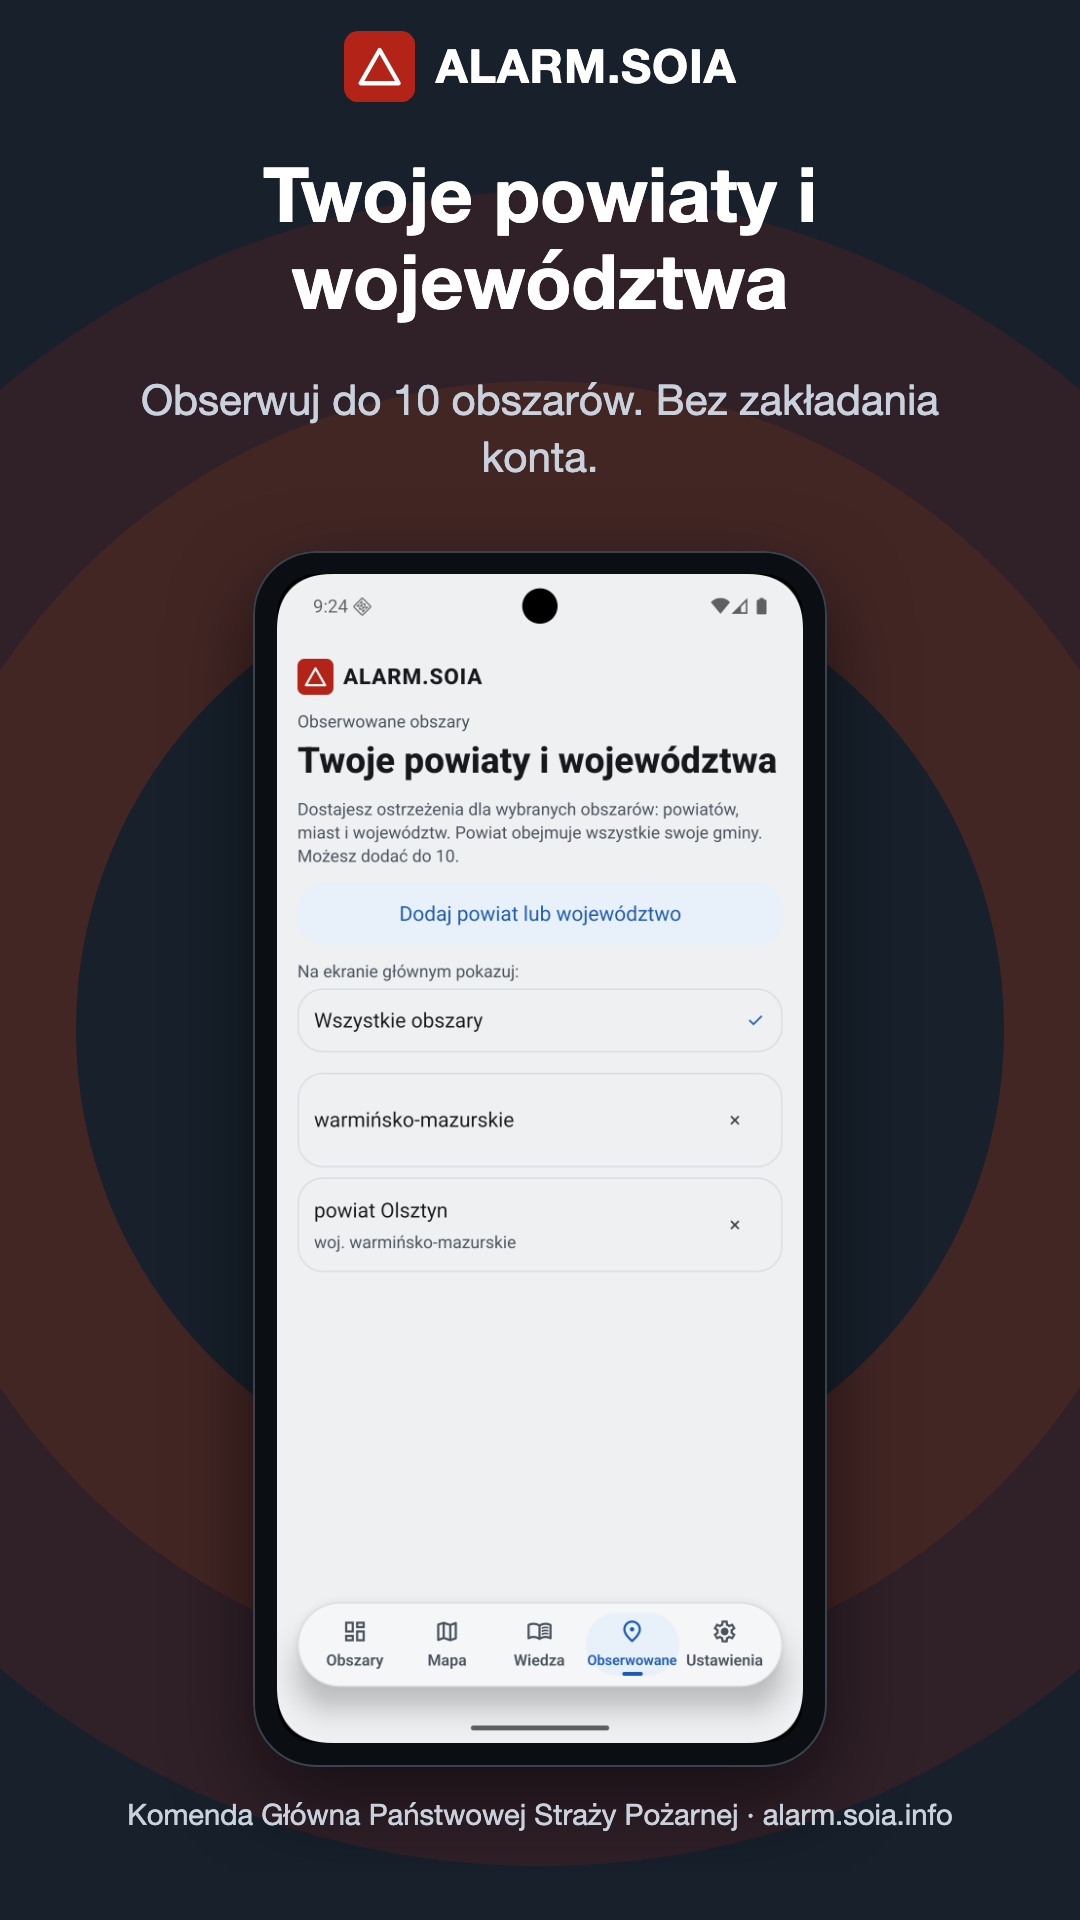 ALARM.SOIA
Twoje powiaty i
województwa
Obserwuj do 10 obszarów. Bez zakładania
konta.
9:24
ALARM.SOIA
Obserwowane obszary
Twoje powiaty i województwa
Dostajesz ostrzeżenia dla wybranych obszarów: powiatów,
miast i województw. Powiat obejmuje wszystkie swoje gminy.
Możesz dodać do 10.
Dodaj powiat lub województwo
Na ekranie głównym pokazuj:
Wszystkie obszary
warmińsko-mazurskie
powiat Olsztyn
woj. warmińsko-mazurskie
Obszary Mapa Wiedza Obserwowane Ustawienia
Komenda Główna Państwowej Straży Pożarnej · alarm.soia.info